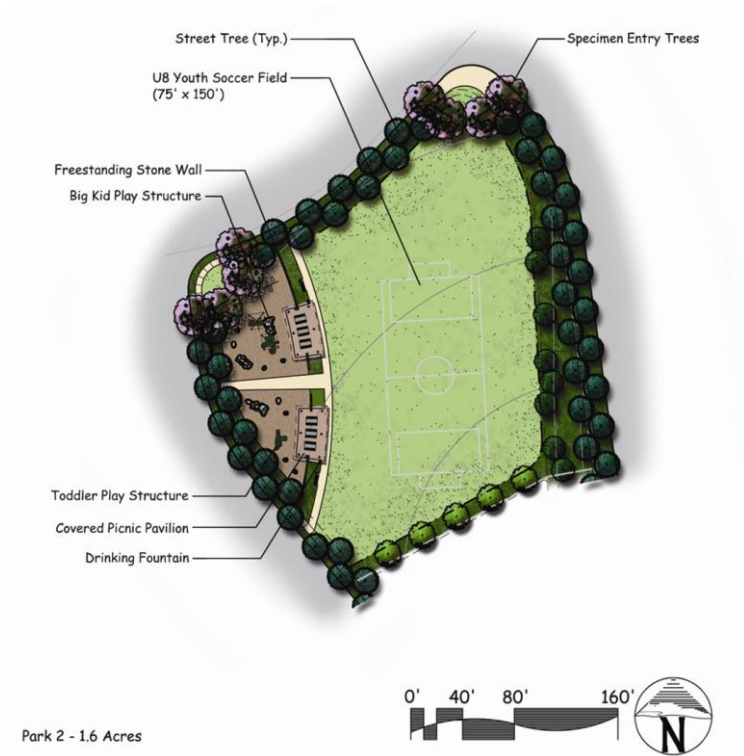 Street Tree (Typ.)
Specimen Entry Trees
U8 Youth Soccer Field
(75' x 150')
Freestanding Stone Wall
Big Kid Play Structure
Toddler Play Structure
Covered Picnic Pavilion
Drinking Fountain
0' 40' 80' 160'
N
Park 2 - 1.6 Acres